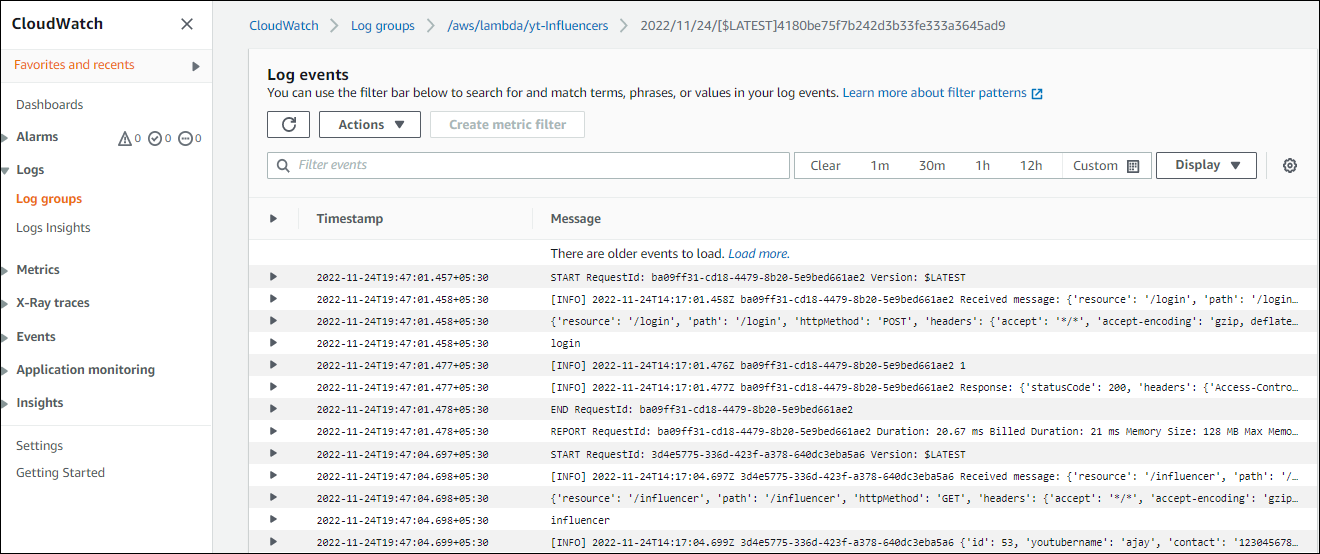 CloudWatch
Favorites and recents
Dashboards
Alarms 0 0 0
Logs
Log groups
Logs Insights
Metrics
X-Ray traces
Events
Application monitoring
Insights
Settings
Getting Started
CloudWatch Log groups /aws/lambda/yt-Influencers 2022/11/24/[$LATEST]4180be75f7b242d3b33fe333a3645ad9
Log events
You can use the filter bar below to search for and match terms, phrases, or values in your log events. Learn more about filter patterns
Actions Create metric filter
Filter events Clear 1m 30m 1h 12h Custom Display
Timestamp Message
There are older events to load. Load more.
2022-11-24T19:47:01.457+05:30 START RequestId: ba09ff31-cd18-4479-8b20-5e9bed661ae2 Version: $LATEST
2022-11-24T19:47:01.458+05:30 [INFO] 2022-11-24T14:17:01.458Z ba09ff31-cd18-4479-8b20-5e9bed661ae2 Received message: {'resource': '/login', 'path': '/login…
2022-11-24T19:47:01.458+05:30 {'resource': '/login', 'path': '/login', 'httpMethod': 'POST', 'headers': {'accept': '*/*', 'accept-encoding': 'gzip, deflate…
2022-11-24T19:47:01.458+05:30 login
2022-11-24T19:47:01.477+05:30 [INFO] 2022-11-24T14:17:01.476Z ba09ff31-cd18-4479-8b20-5e9bed661ae2 1
2022-11-24T19:47:01.477+05:30 [INFO] 2022-11-24T14:17:01.477Z ba09ff31-cd18-4479-8b20-5e9bed661ae2 Response: {'statusCode': 200, 'headers': {'Access-Contro…
2022-11-24T19:47:01.478+05:30 END RequestId: ba09ff31-cd18-4479-8b20-5e9bed661ae2
2022-11-24T19:47:01.478+05:30 REPORT RequestId: ba09ff31-cd18-4479-8b20-5e9bed661ae2 Duration: 20.67 ms Billed Duration: 21 ms Memory Size: 128 MB Max Memo…
2022-11-24T19:47:04.697+05:30 START RequestId: 3d4e5775-336d-423f-a378-640dc3eba5a6 Version: $LATEST
2022-11-24T19:47:04.698+05:30 [INFO] 2022-11-24T14:17:04.697Z 3d4e5775-336d-423f-a378-640dc3eba5a6 Received message: {'resource': '/influencer', 'path': '/…
2022-11-24T19:47:04.698+05:30 {'resource': '/influencer', 'path': '/influencer', 'httpMethod': 'GET', 'headers': {'accept': '*/*', 'accept-encoding': 'gzip…
2022-11-24T19:47:04.698+05:30 influencer
2022-11-24T19:47:04.699+05:30 [INFO] 2022-11-24T14:17:04.699Z 3d4e5775-336d-423f-a378-640dc3eba5a6 {'id': 53, 'youtubername': 'ajay', 'contact': '123045678…